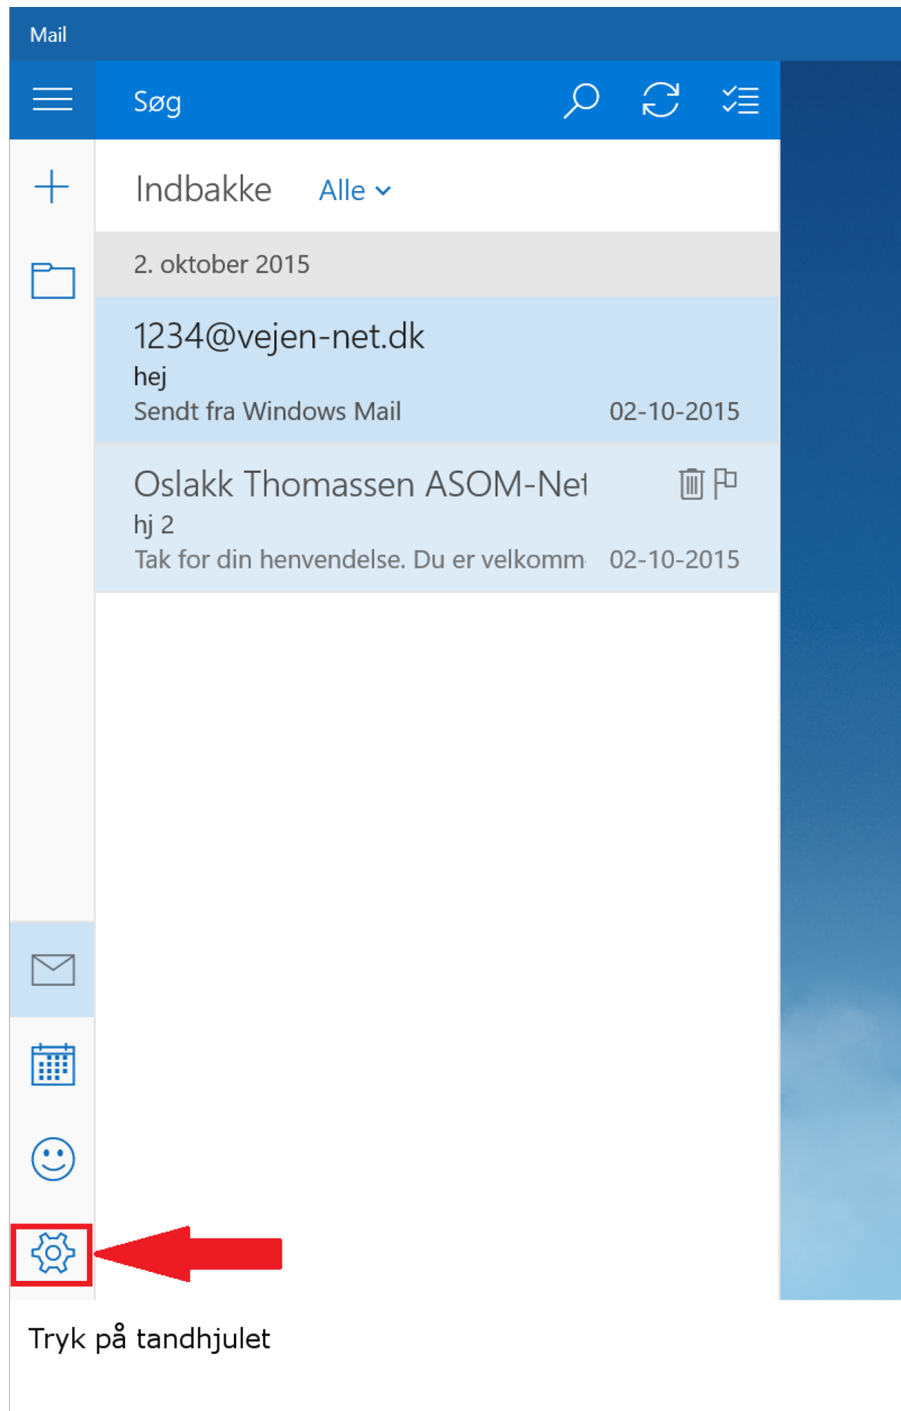 Mail
Søg
Indbakke Alle
2. oktober 2015
1234@vejen-net.dk
hej
Sendt fra Windows Mail 02-10-2015
Oslakk Thomassen ASOM-Net
hj 2
Tak for din henvendelse. Du er velkomm 02-10-2015
Tryk på tandhjulet